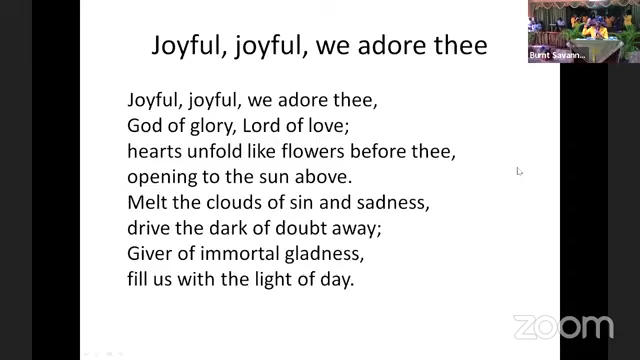 Joyful, joyful, we adore thee
Burnt Savann...
Joyful, joyful, we adore thee,
God of glory, Lord of love;
hearts unfold like flowers before thee,
opening to the sun above.
Melt the clouds of sin and sadness,
drive the dark of doubt away;
Giver of immortal gladness,
fill us with the light of day.
zoom